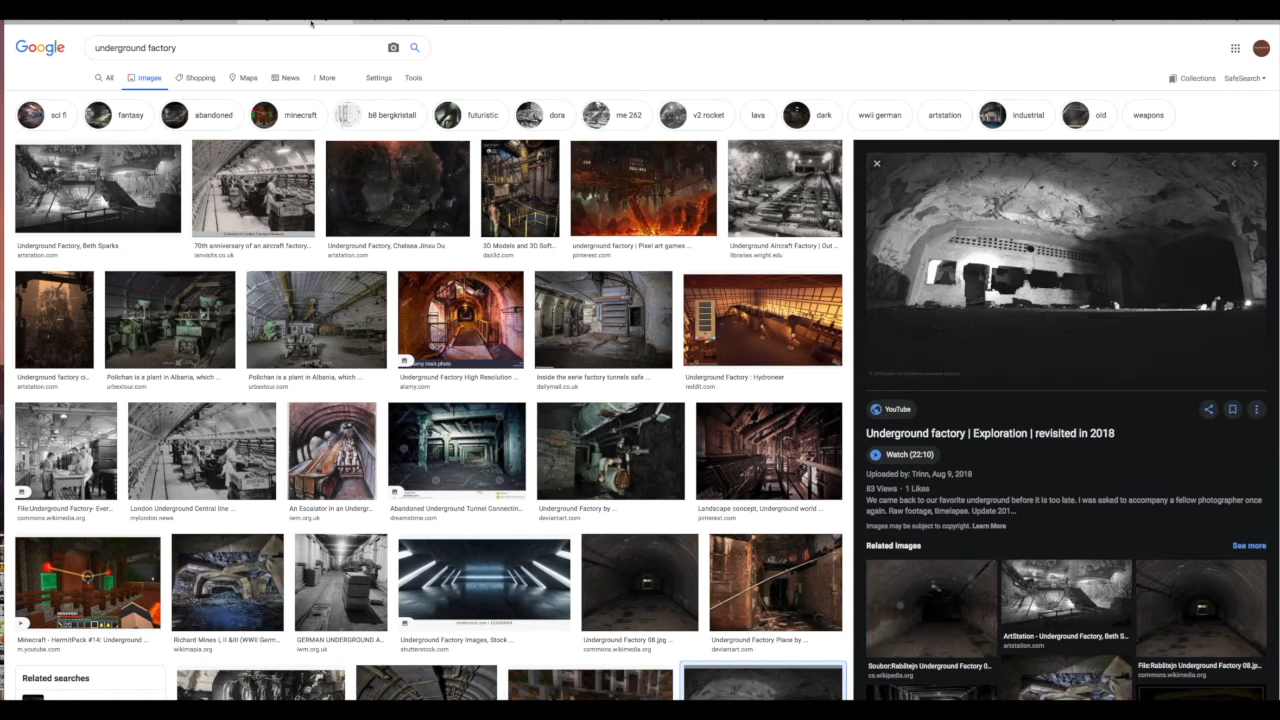 Google
underground factory
All
Images
Shopping
Maps
News
More
Settings
Tools
Collections
SafeSearch
sci fi
fantasy
abandoned
minecraft
b8 bergkristall
futuristic
dora
me 262
v2 rocket
lava
dark
wwii german
artstation
industrial
old
weapons
Underground Factory, Beth Sparks
artstation.com
70th anniversary of an aircraft factory...
ianvisits.co.uk
Underground Factory, Chelsea Jinxu Du
artstation.com
3D Models and 3D Soft...
daz3d.com
underground factory | Pixel art games ...
pinterest.com
Underground Aircraft Factory | Out ...
libraries.wright.edu
Underground factory ci...
artstation.com
Polichan is a plant in Albania, which ...
urbextour.com
Polichan is a plant in Albania, which ...
urbextour.com
Underground Factory High Resolution ...
alamy.com
Inside the eerie factory tunnels safe ...
dailymail.co.uk
Underground Factory : Hydroneer
reddit.com
File:Underground Factory- Ever...
commons.wikimedia.org
London Underground Central line ...
mylondon.news
An Escalator in an Undergr...
iwm.org.uk
Abandoned Underground Tunnel Connectin...
dreamstime.com
Underground Factory by ...
deviantart.com
Landscape concept, Underground world ...
pinterest.com
Minecraft - HermitPack #14: Underground ...
m.youtube.com
Richard Mines I, II &III (WWII Germ...
wikimapia.org
GERMAN UNDERGROUND A...
iwm.org.uk
Underground Factory Images, Stock ...
shutterstock.com
Underground Factory 08.jpg ...
commons.wikimedia.org
Underground Factory Place by ...
deviantart.com
Related searches
YouTube
Underground factory | Exploration | revisited in 2018
Watch (22:10)
Uploaded by: Trinn, Aug 9, 2018
83 Views · 1 Likes
We came back to our favorite underground before it is too late. I was asked to accompany a fellow photographer once
again. Raw footage, timelapse. Update 201...
Images may be subject to copyright. Learn More
Related images
See more
Soubor:Rabštejn Underground Factory 0...
cs.wikipedia.org
ArtStation - Underground Factory, Beth S...
artstation.com
File:Rabštejn Underground Factory 08.jp...
commons.wikimedia.org